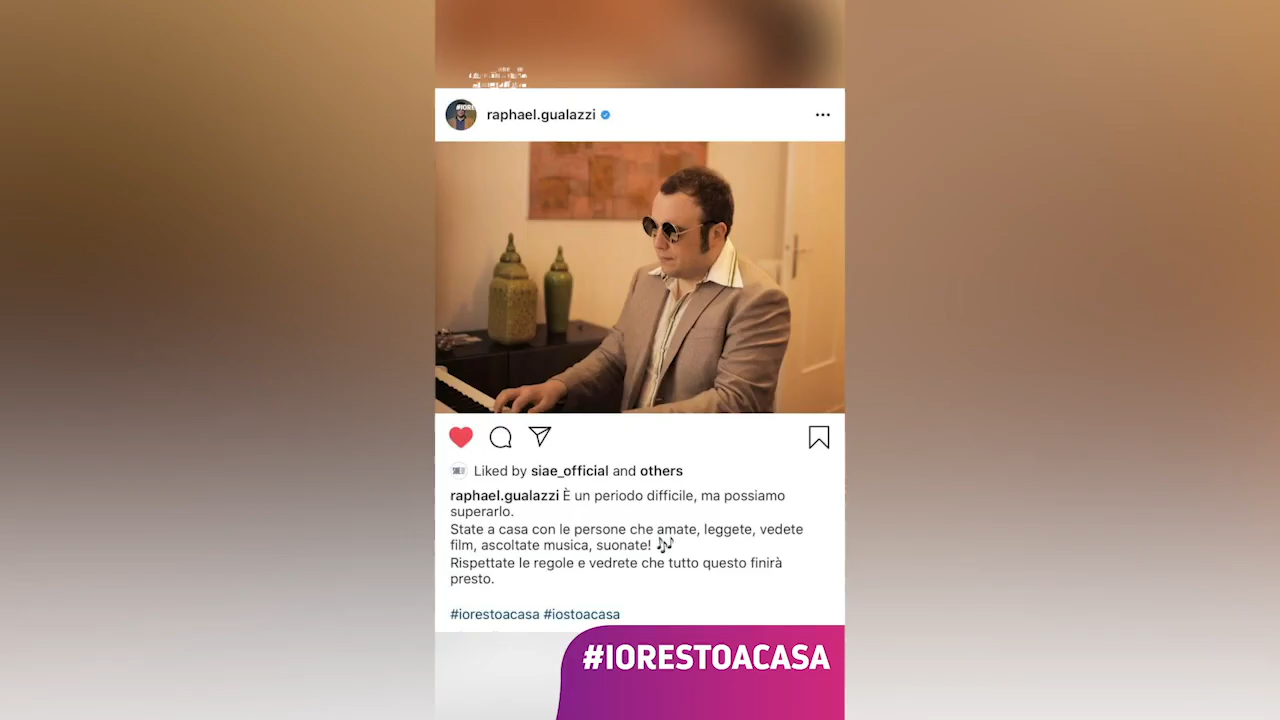 raphael.gualazzi
Liked by siae_official and others
raphael.gualazzi È un periodo difficile, ma possiamo
superarlo.
State a casa con le persone che amate, leggete, vedete
film, ascoltate musica, suonate! 🎶
Rispettate le regole e vedrete che tutto questo finirà
presto.
#iorestoacasa #iostoacasa
#IORESTOACASA